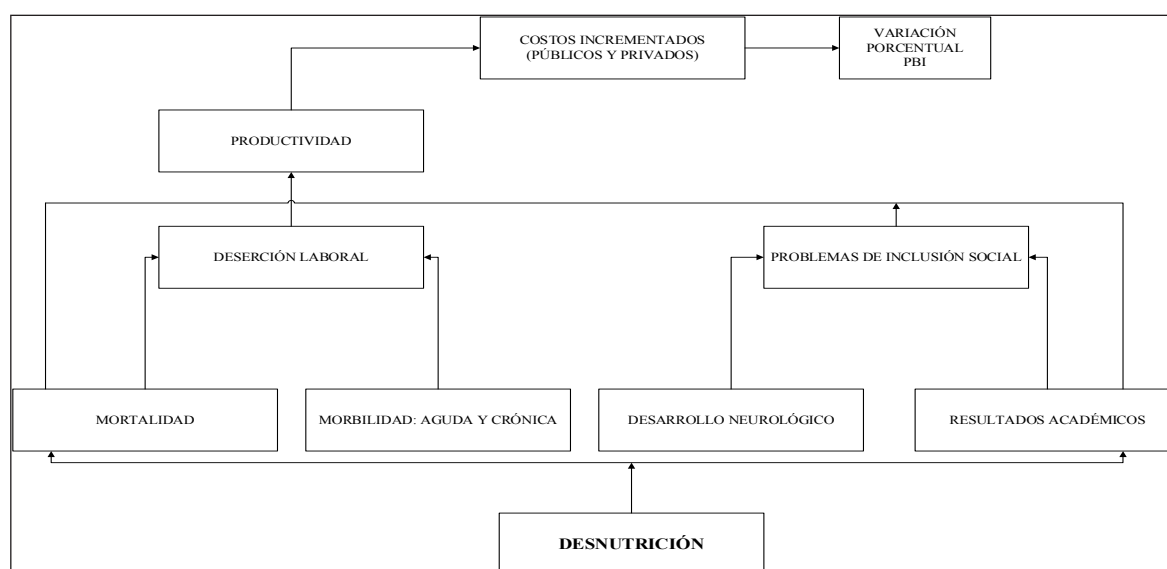 COSTOS INCREMENTADOS
(PÚBLICOS Y PRIVADOS)
VARIACIÓN
PORCENTUAL
PBI
PRODUCTIVIDAD
DESERCIÓN LABORAL
PROBLEMAS DE INCLUSIÓN SOCIAL
MORTALIDAD
MORBILIDAD: AGUDA Y CRÓNICA
DESARROLLO NEUROLÓGICO
RESULTADOS ACADÉMICOS
DESNUTRICIÓN